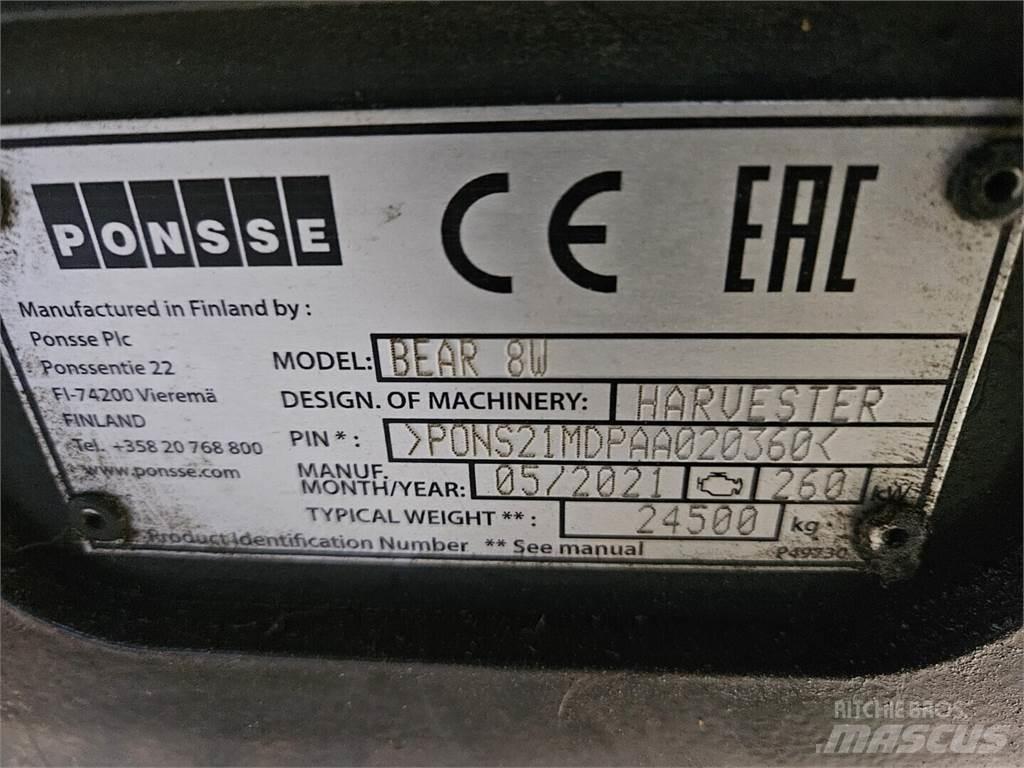 PONSSE CE EAC
Manufactured in Finland by :
Ponsse Plc
Ponssentie 22
FI-74200 Vieremä
FINLAND
Tel. +358 20 768 800
www.ponsse.com
MODEL: BEAR 8W
DESIGN. OF MACHINERY: HARVESTER
PIN * : >PONS21MDPAA020360<
MANUF.
MONTH/YEAR: 05/2021 260 kW
TYPICAL WEIGHT ** : 24500 kg
Product Identification Number ** See manual
RITCHIE BROS.
MASCUS